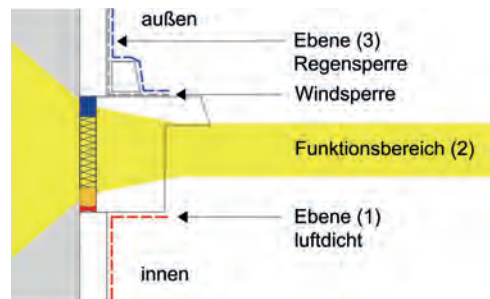 außen
Ebene (3)
Regensperre
Windsperre
Funktionsbereich (2)
Ebene (1)
luftdicht
innen